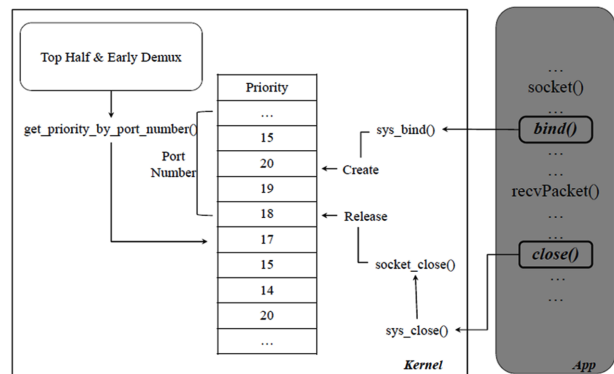 Top Half & Early Demux
get_priority_by_port_number()
Port
Number
Priority
...
15
20
19
18
17
15
14
20
...
sys_bind()
Create
Release
socket_close()
sys_close()
Kernel
...
socket()
... ...
bind()
... ...
recvPacket()
... ...
... ...
close()
... ...
App